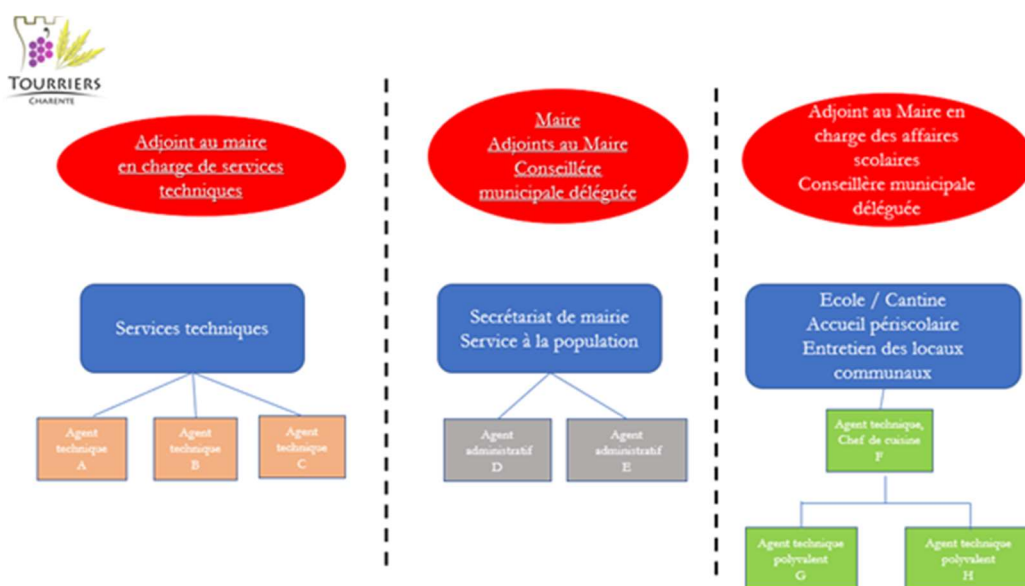 TOURRIERS
CHARENTE
Adjoint au maire
en charge de services
techniques
Services techniques
Agent
technique
A
Agent
technique
B
Agent
technique
C
Maire
Adjoints au Maire
Conseillére
municipale déléguée
Secrétariat de mairie
Service à la population
Agent
administratif
D
Agent
administratif
E
Adjoint au Maire en
charge des affaires
scolaires
Conseillère municipale
déléguée
Ecole / Cantine
Accueil périscolaire
Entretien des locaux
communaux
Agent technique,
Chef de cuisine
F
Agent technique
polyvalent
G
Agent technique
polyvalent
H